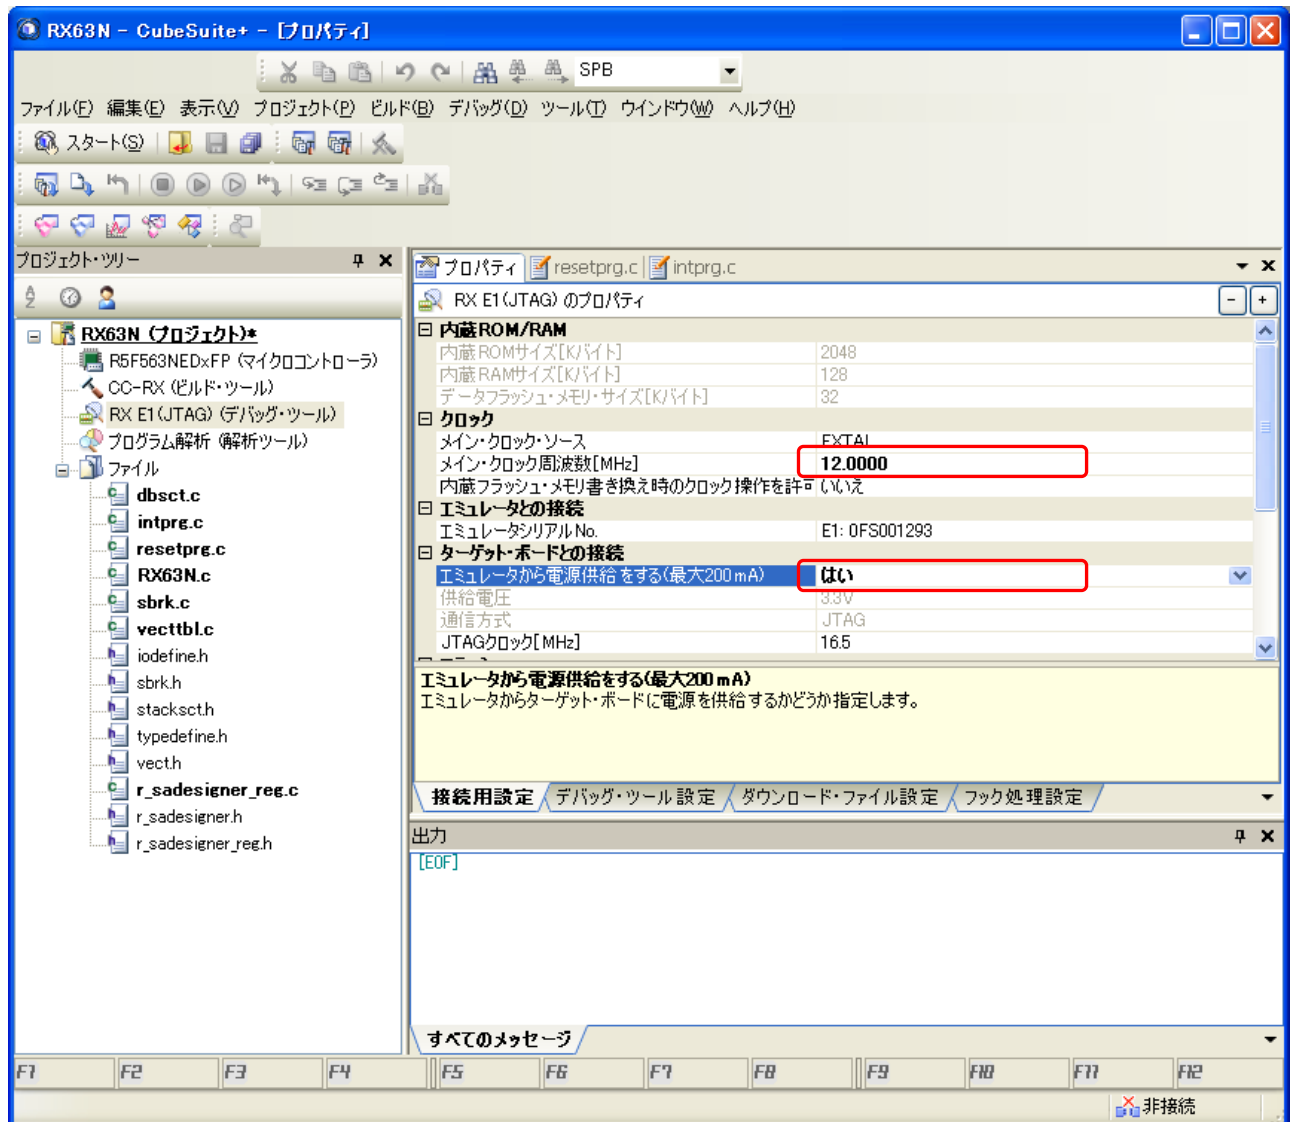 RX63N - CubeSuite+ - [プロパティ]
SPB
ファイル(F) 編集(E) 表示(V) プロジェクト(P) ビルド(B) デバッグ(D) ツール(T) ウインドウ(W) ヘルプ(H)
スタート(S)
プロジェクト・ツリー
RX63N (プロジェクト)*
R5F563NEDxFP (マイクロコントローラ)
CC-RX (ビルド・ツール)
RX E1(JTAG) (デバッグ・ツール)
プログラム解析 (解析ツール)
ファイル
dbsct.c
intprg.c
resetprg.c
RX63N.c
sbrk.c
vecttbl.c
iodefine.h
sbrk.h
stacksct.h
typedefine.h
vect.h
r_sadesigner_reg.c
r_sadesigner.h
r_sadesigner_reg.h
プロパティ resetprg.c intprg.c
RX E1(JTAG) のプロパティ
内蔵ROM/RAM
内蔵ROMサイズ[Kバイト] 2048
内蔵RAMサイズ[Kバイト] 128
データフラッシュ・メモリ・サイズ[Kバイト] 32
クロック
メイン・クロック・ソース EXTAL
メイン・クロック周波数[MHz] 12.0000
内蔵フラッシュ・メモリ書き換え時のクロック操作を許可 いいえ
エミュレータとの接続
エミュレータシリアルNo. E1: 0FS001293
ターゲット・ボードとの接続
エミュレータから電源供給をする(最大200mA) はい
供給電圧 3.3V
通信方式 JTAG
JTAGクロック[MHz] 16.5
エミュレータから電源供給をする(最大200mA)
エミュレータからターゲット・ボードに電源を供給するかどうか指定します。
接続用設定 デバッグ・ツール設定 ダウンロード・ファイル設定 フック処理設定
出力
[EOF]
すべてのメッセージ
F1 F2 F3 F4 F5 F6 F7 F8 F9 F10 F11 F12
非接続